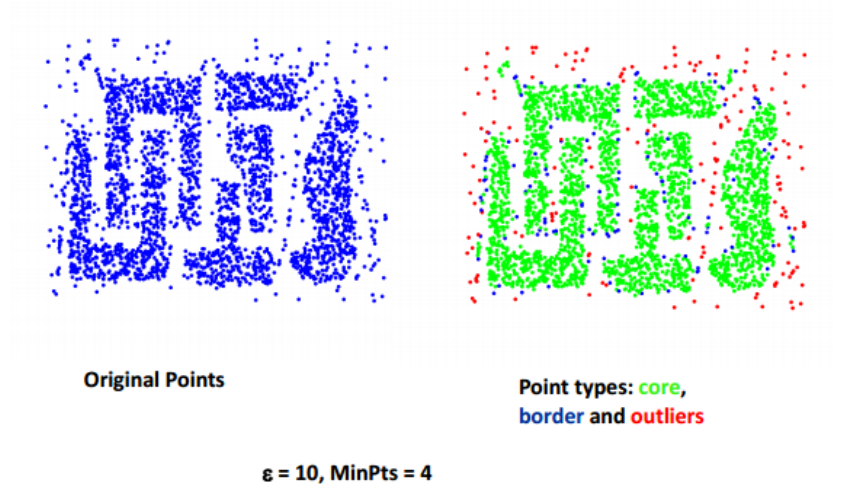 Original Points
Point types: core,
border and outliers
ε = 10, MinPts = 4